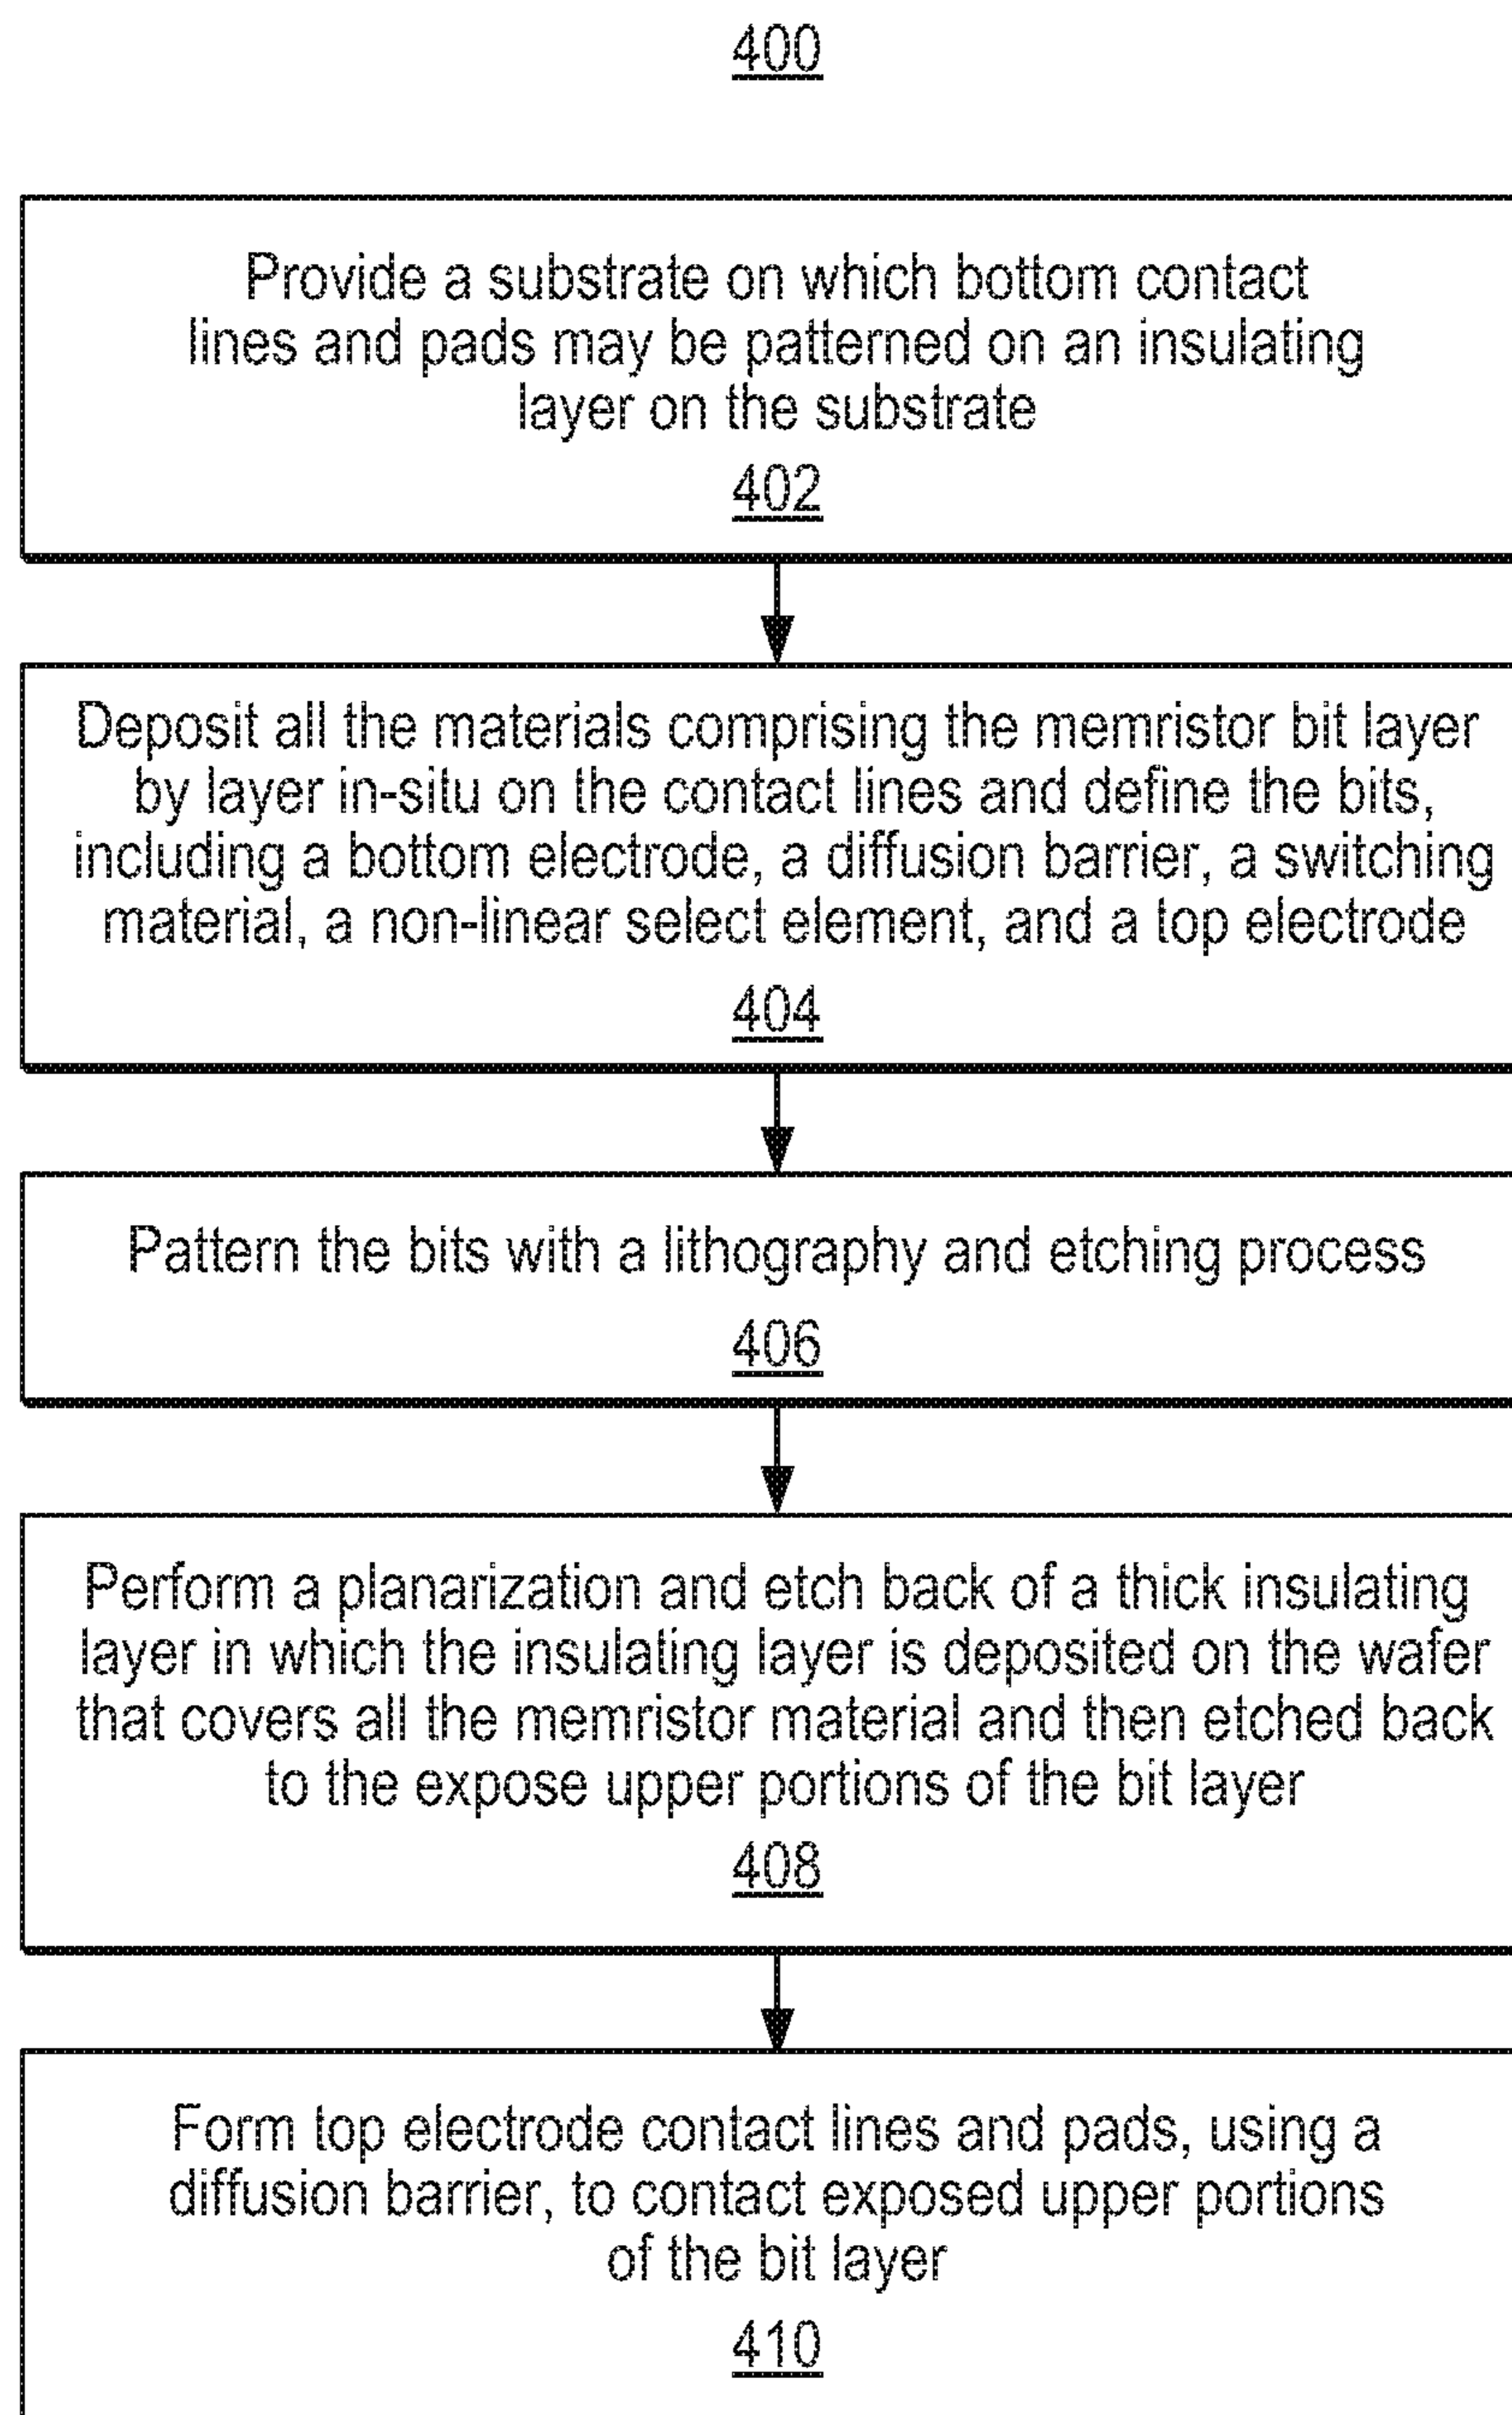 400
Provide a substrate on which bottom contact
lines and pads may be patterned on an insulating
layer on the substrate
402
Deposit all the materials comprising the memristor bit layer
by layer in-situ on the contact lines and define the bits,
including a bottom electrode, a diffusion barrier, a switching
material, a non-linear select element, and a top electrode
404
Pattern the bits with a lithography and etching process
406
Perform a planarization and etch back of a thick insulating
layer in which the insulating layer is deposited on the wafer
that covers all the memristor material and then etched back
to the expose upper portions of the bit layer
408
Form top electrode contact lines and pads, using a
diffusion barrier, to contact exposed upper portions
of the bit layer
410